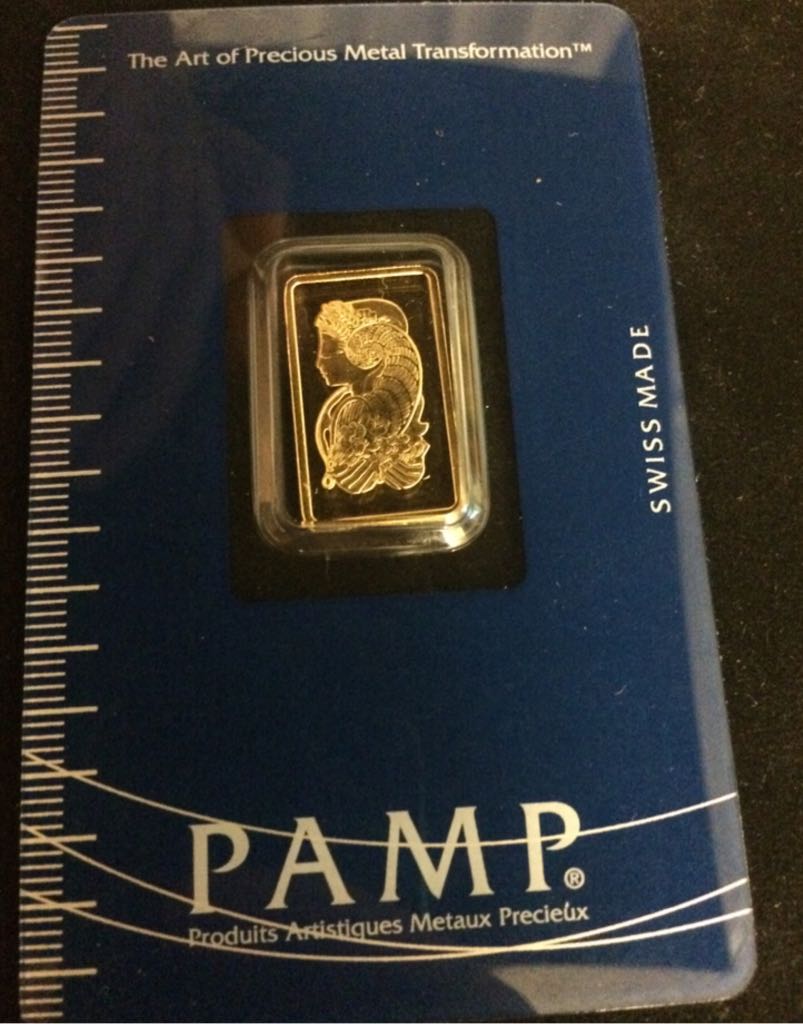 The Art of Precious Metal Transformation™
SWISS MADE
PAMP®
Produits Artistiques Metaux Precieux